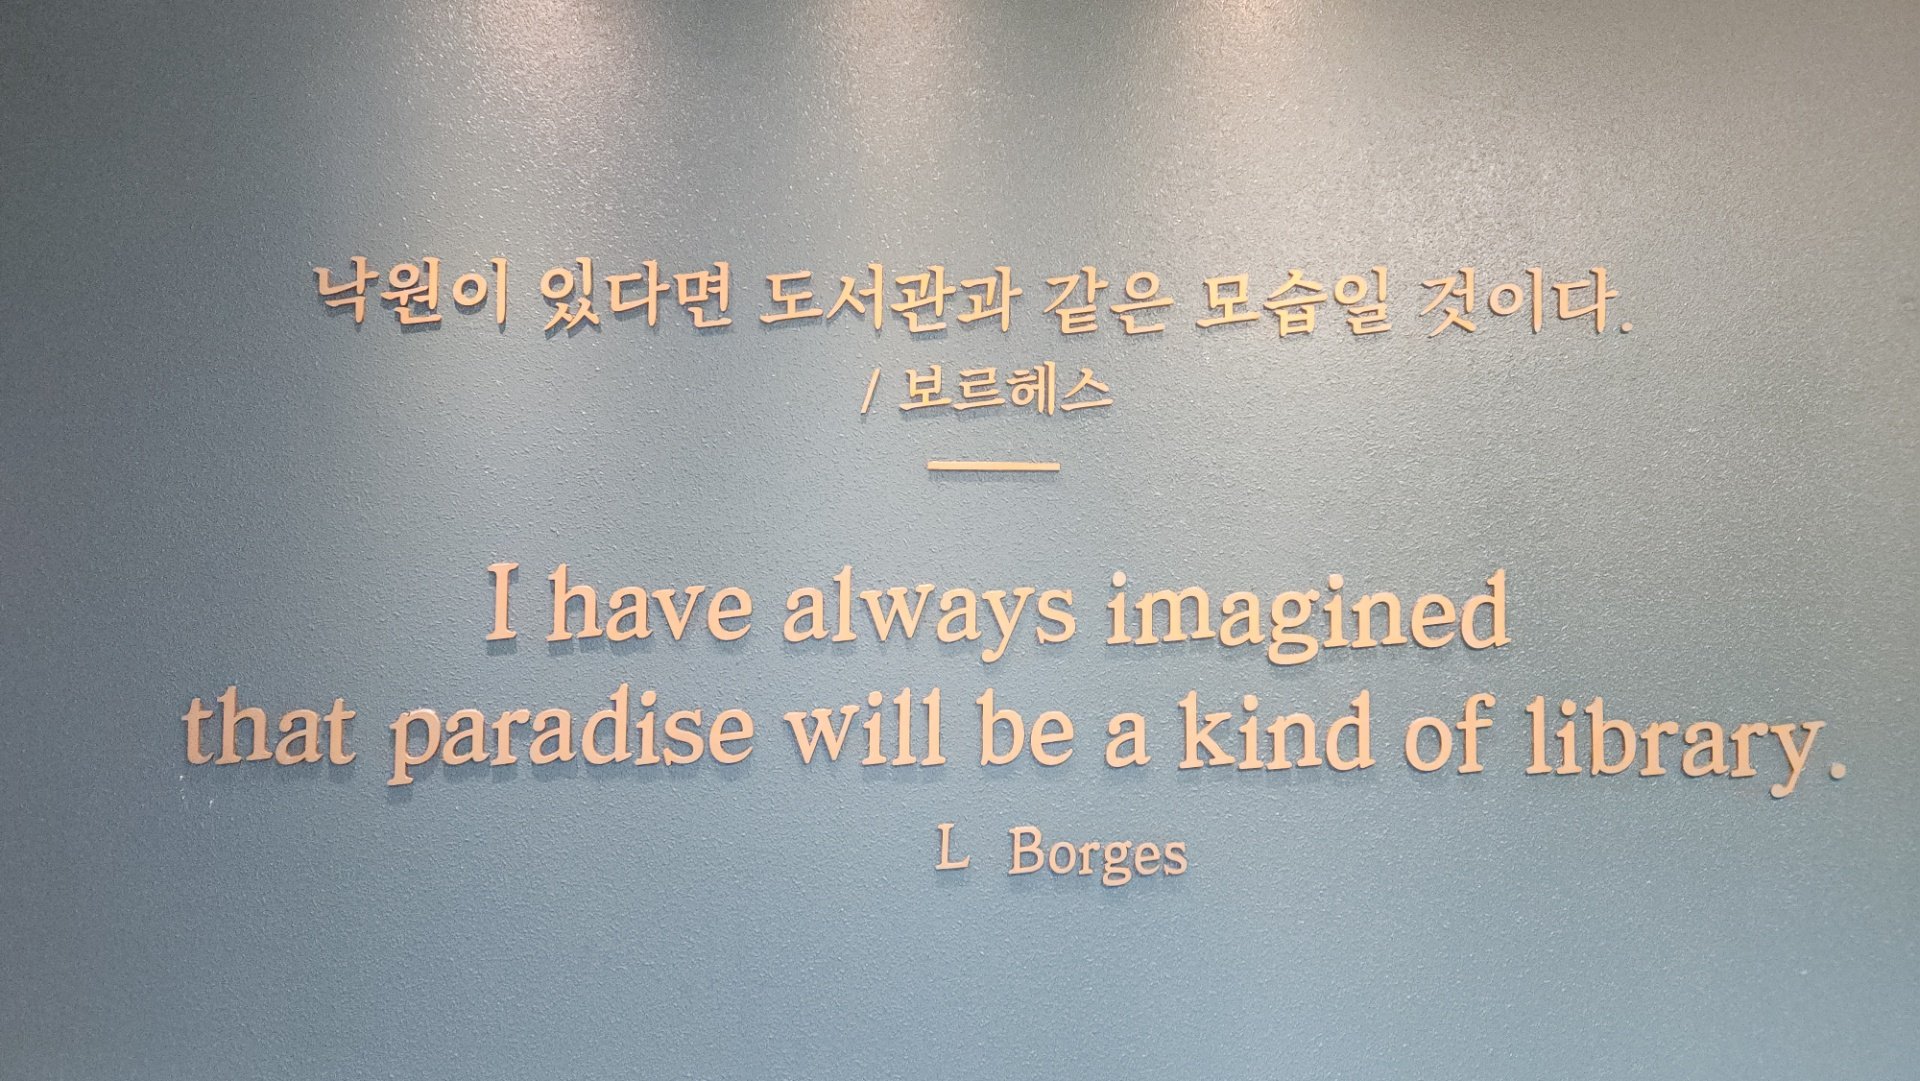 낙원이 있다면 도서관과 같은 모습일 것이다.
/ 보르헤스
I have always imagined
that paradise will be a kind of library.
L Borges